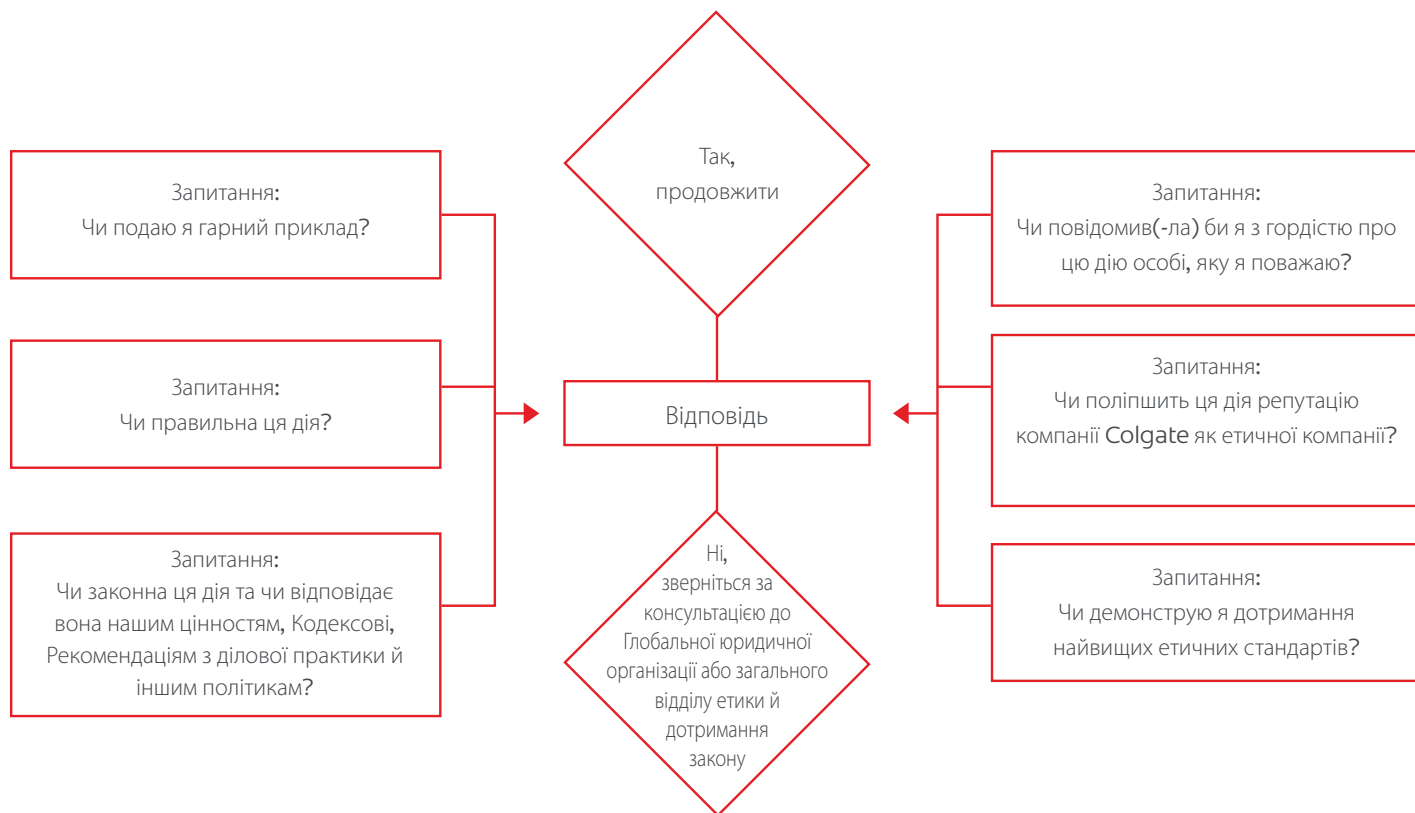 Запитання:
Чи подаю я гарний приклад?
Запитання:
Чи правильна ця дія?
Запитання:
Чи законна ця дія та чи відповідає
вона нашим цінностям, Кодексові,
Рекомендаціям з ділової практики й
іншим політикам?
Так,
продовжити
Відповідь
Ні,
зверніться за
консультацією до
Глобальної юридичної
організації або загального
відділу етики й
дотримання
закону
Запитання:
Чи повідомив(-ла) би я з гордістю про
цю дію особі, яку я поважаю?
Запитання:
Чи поліпшить ця дія репутацію
компанії Colgate як етичної компанії?
Запитання:
Чи демонструю я дотримання
найвищих етичних стандартів?